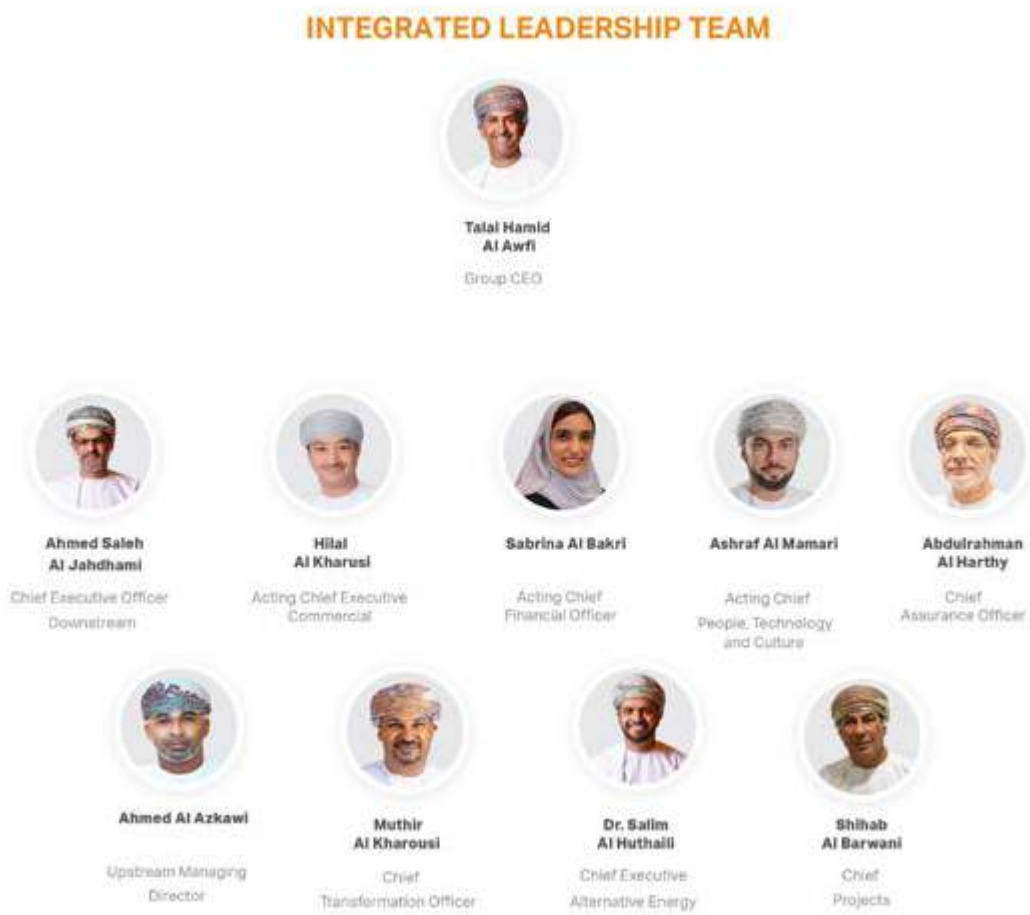 INTEGRATED LEADERSHIP TEAM
Talal Hamid
Al Awfi
Group CEO
Ahmed Saleh
Al Jahdhami
Chief Executive Officer
Downstream
Hilal
Al Kharusi
Acting Chief Executive
Commercial
Sabrina Al Bakri
Acting Chief
Financial Officer
Ashraf Al Mamari
Acting Chief
People, Technology
and Culture
Abdulrahman
Al Harthy
Chief
Assurance Officer
Ahmed Al Azkawi
Upstream Managing
Director
Muthir
Al Kharousi
Chief
Transformation Officer
Dr. Salim
Al Huthaili
Chief Executive
Alternative Energy
Shihab
Al Barwani
Chief
Projects